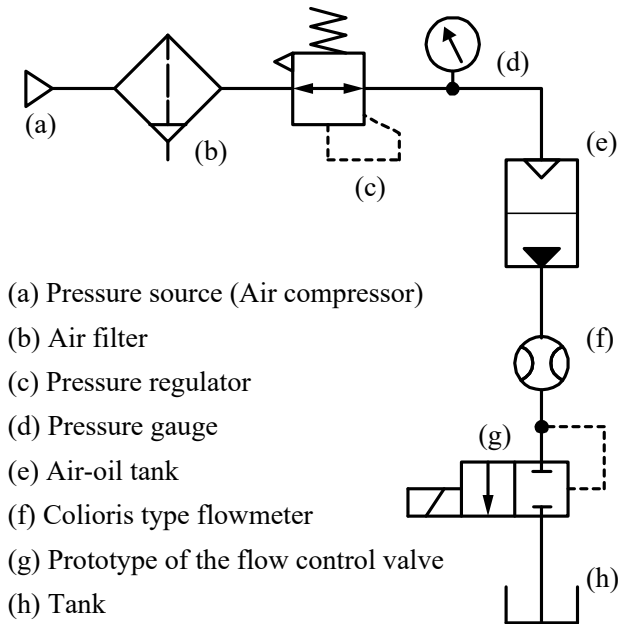 (a)
(b)
(c)
(d)
(e)
(f)
(g)
(h)
(a) Pressure source (Air compressor)
(b) Air filter
(c) Pressure regulator
(d) Pressure gauge
(e) Air-oil tank
(f) Colioris type flowmeter
(g) Prototype of the flow control valve
(h) Tank